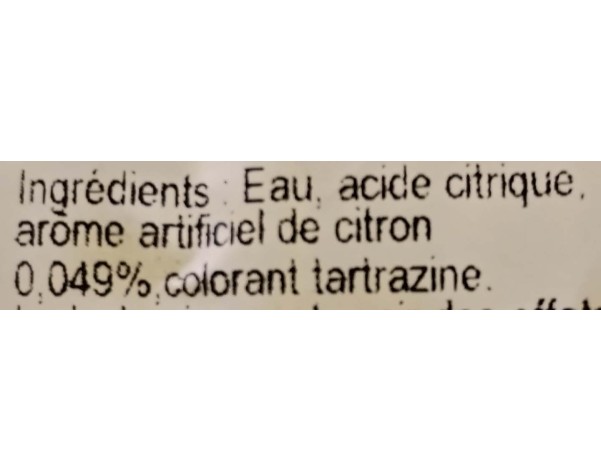 Ingrédients : Eau, acide citrique,
arôme artificiel de citron
0,049%,colorant tartrazine.